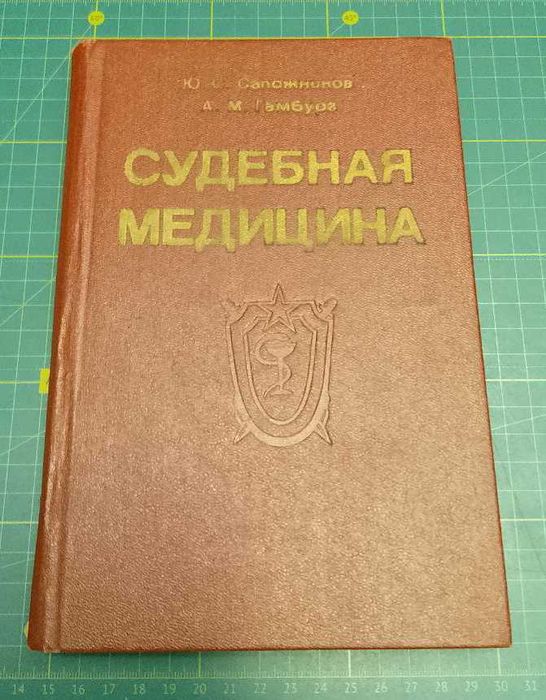 Ю. С. Сапожников
А. М. Гамбург
СУДЕБНАЯ
МЕДИЦИНА
14 15 16 17 18 19 20 21 22 23 24 25 26 27 28 29 30 31